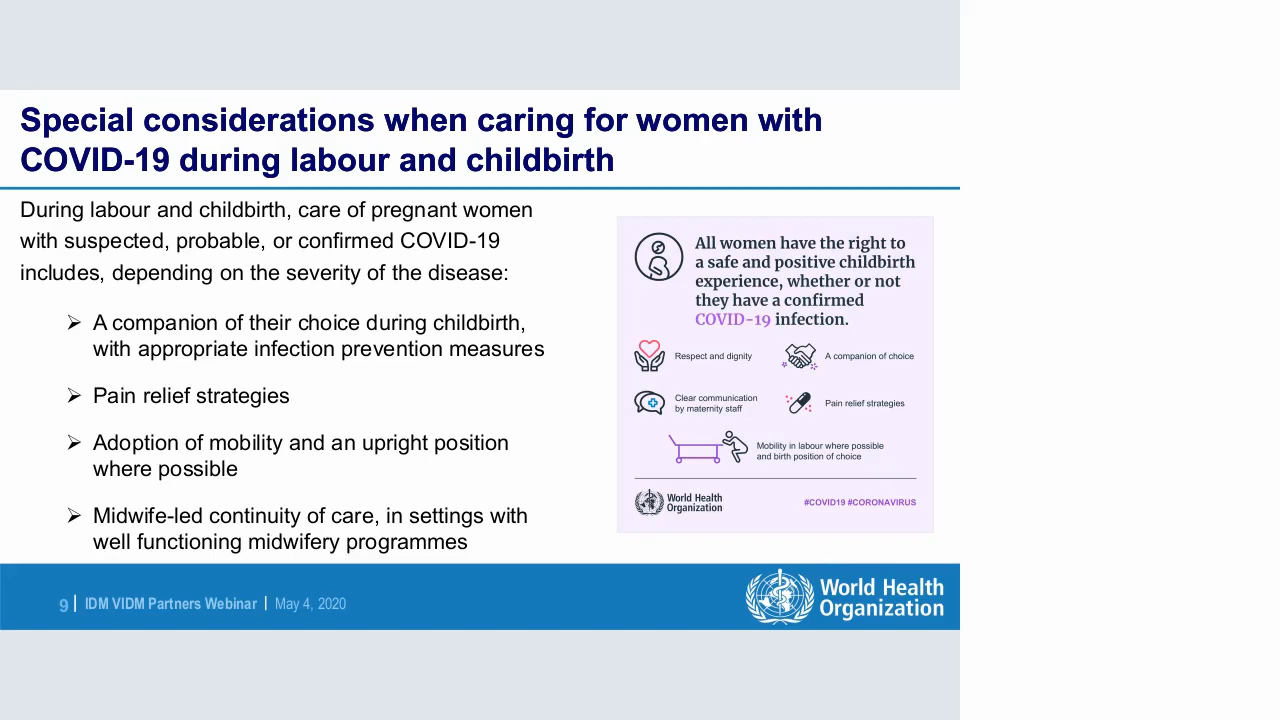 Special considerations when caring for women with
COVID-19 during labour and childbirth
During labour and childbirth, care of pregnant women
with suspected, probable, or confirmed COVID-19
includes, depending on the severity of the disease:
➢ A companion of their choice during childbirth,
with appropriate infection prevention measures
➢ Pain relief strategies
➢ Adoption of mobility and an upright position
where possible
➢ Midwife-led continuity of care, in settings with
well functioning midwifery programmes
All women have the right to
a safe and positive childbirth
experience, whether or not
they have a confirmed
COVID-19 infection.
Respect and dignity
A companion of choice
Clear communication
by maternity staff
Pain relief strategies
Mobility in labour where possible
and birth position of choice
World Health
Organization
#COVID19 #CORONAVIRUS
9 | IDM VIDM Partners Webinar | May 4, 2020
World Health
Organization